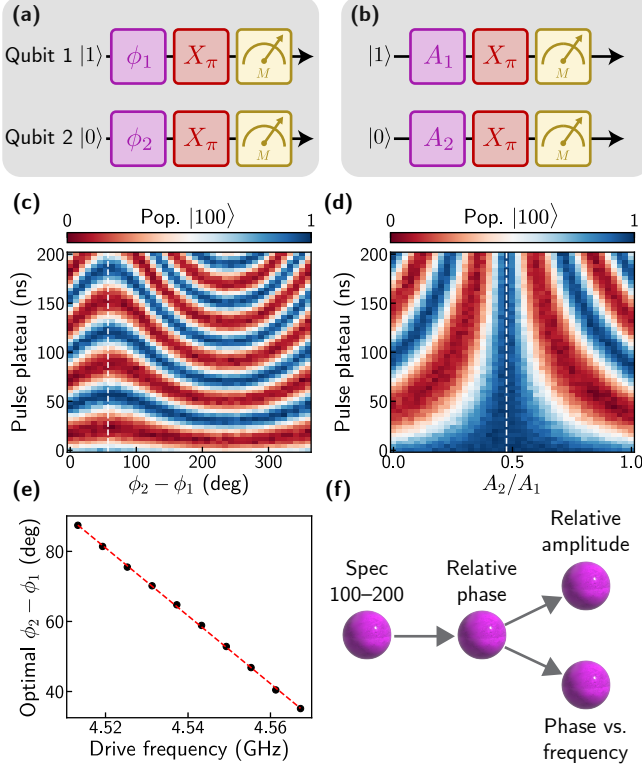 (a)
Qubit 1 |1⟩ ϕ₁ X_π M
Qubit 2 |0⟩ ϕ₂ X_π M
(b)
|1⟩ A₁ X_π M
|0⟩ A₂ X_π M
(c)
0 Pop. |100⟩ 1
Pulse plateau (ns)
200
150
100
50
0
0 100 200 300
ϕ₂ − ϕ₁ (deg)
(d)
0 Pop. |100⟩ 1
Pulse plateau (ns)
200
150
100
50
0
0.0 0.5 1.0
A₂/A₁
(e)
Optimal ϕ₂ − ϕ₁ (deg)
80
60
40
4.52 4.54 4.56
Drive frequency (GHz)
(f)
Relative
amplitude
Spec
100–200
Relative
phase
Phase vs.
frequency